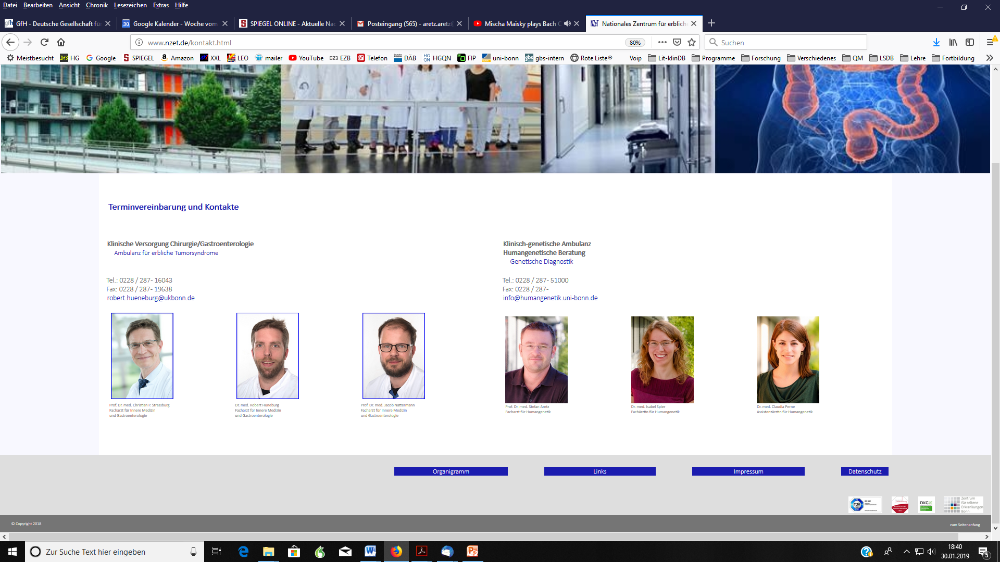 Datei Bearbeiten Ansicht Chronik Lesezeichen Extras Hilfe
GfH - Deutsche Gesellschaft für
Google Kalender - Woche vom
SPIEGEL ONLINE - Aktuelle Nac
Posteingang (565) - aretz.aretz@
Mischa Maisky plays Bach C
Nationales Zentrum für erbliche
www.nzet.de/kontakt.html
80%
Suchen
Meistbesucht HG Google SPIEGEL Amazon XXL LEO mailer YouTube EZB Telefon DÄB HGQN FIP uni-bonn gbs-intern Rote Liste® Voip Lit-klinDB Programme Forschung Verschiedenes QM LSDB Lehre Fortbildung
Terminvereinbarung und Kontakte
Klinische Versorgung Chirurgie/Gastroenterologie
Ambulanz für erbliche Tumorsyndrome
Tel.: 0228 / 287- 16043
Fax: 0228 / 287- 19638
robert.hueneburg@ukbonn.de
Klinisch-genetische Ambulanz
Humangenetische Beratung
Genetische Diagnostik
Tel.: 0228 / 287- 51000
Fax: 0228 / 287-
info@humangenetik.uni-bonn.de
Prof. Dr. med. Christian P. Strassburg
Facharzt für Innere Medizin
und Gastroenterologie
Dr. med. Robert Hüneburg
Facharzt für Innere Medizin
und Gastroenterologie
Prof. Dr. med. Jacob Nattermann
Facharzt für Innere Medizin
und Gastroenterologie
Prof. Dr. med. Stefan Aretz
Facharzt für Humangenetik
Dr. med. Isabel Spier
Fachärztin für Humangenetik
Dr. med. Claudia Perne
Assistenzärztin für Humangenetik
Organigramm
Links
Impressum
Datenschutz
TÜV
DKG
Zentrum
für seltene
Erkrankungen
Bonn
© Copyright 2018
zum Seitenanfang
Zur Suche Text hier eingeben
18:40
30.01.2019
5